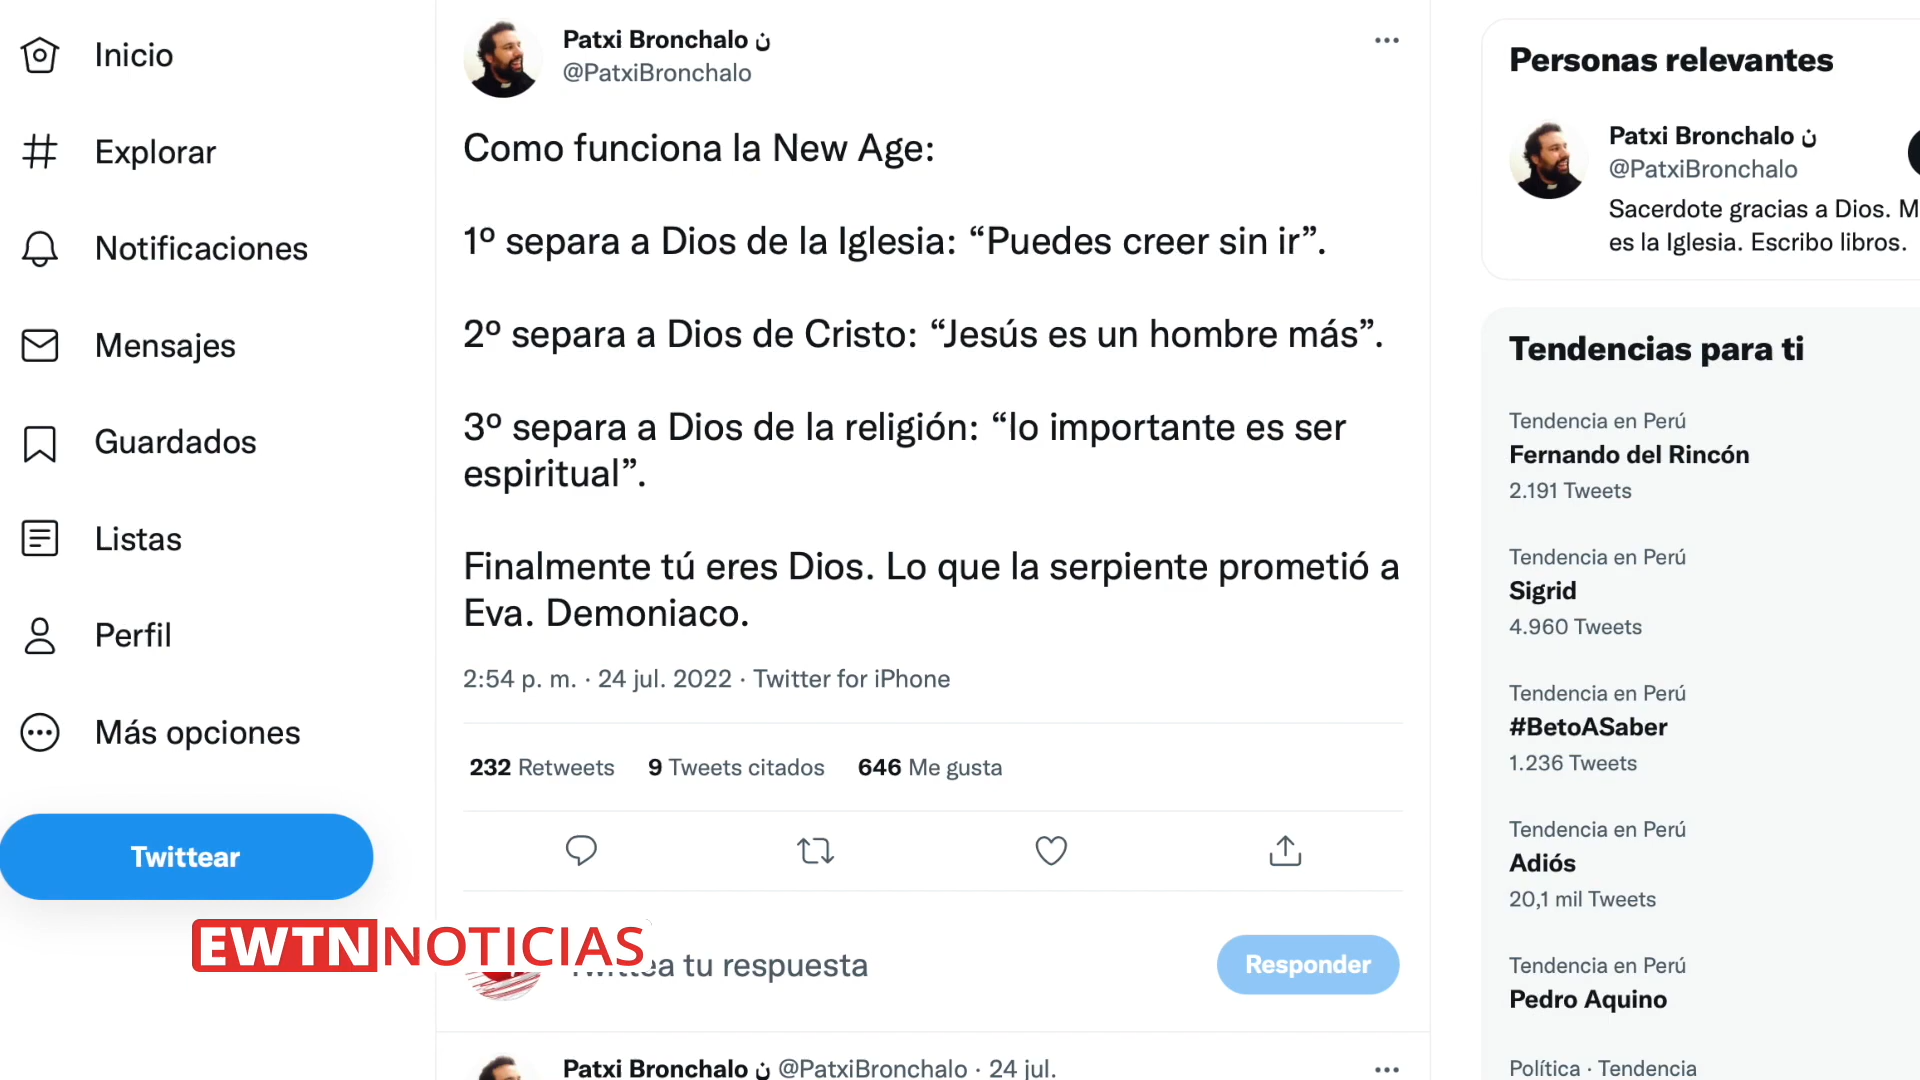 Inicio
Explorar
Notificaciones
Mensajes
Guardados
Listas
Perfil
Más opciones
Twittear
Patxi Bronchalo ن
@PatxiBronchalo
Como funciona la New Age:
1º separa a Dios de la Iglesia: “Puedes creer sin ir”.
2º separa a Dios de Cristo: “Jesús es un hombre más”.
3º separa a Dios de la religión: “lo importante es ser
espiritual”.
Finalmente tú eres Dios. Lo que la serpiente prometió a
Eva. Demoniaco.
2:54 p. m. · 24 jul. 2022 · Twitter for iPhone
232 Retweets 9 Tweets citados 646 Me gusta
EWTN NOTICIAS
tu respuesta
Responder
Patxi Bronchalo ن @PatxiBronchalo · 24 jul.
Personas relevantes
Patxi Bronchalo ن
@PatxiBronchalo
Sacerdote gracias a Dios. M
es la Iglesia. Escribo libros.
Tendencias para ti
Tendencia en Perú
Fernando del Rincón
2.191 Tweets
Tendencia en Perú
Sigrid
4.960 Tweets
Tendencia en Perú
#BetoASaber
1.236 Tweets
Tendencia en Perú
Adiós
20,1 mil Tweets
Tendencia en Perú
Pedro Aquino
Política · Tendencia